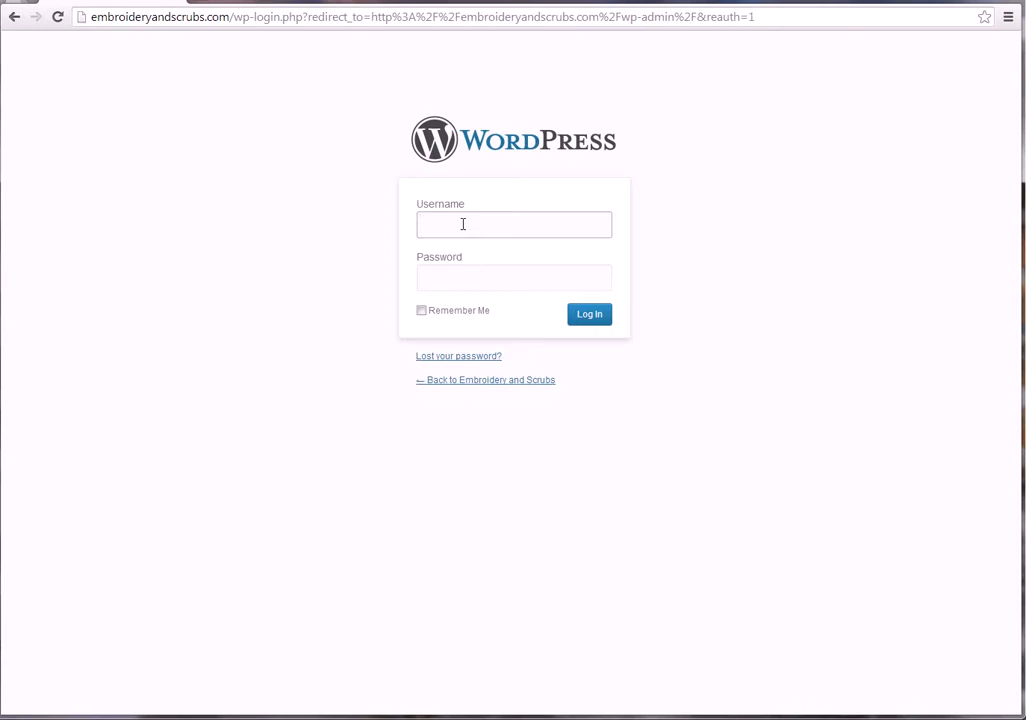 embroideryandscrubs.com/wp-login.php?redirect_to=http%3A%2F%2Fembroideryandscrubs.com%2Fwp-admin%2F&reauth=1
WORDPRESS
Username
Password
Remember Me
Log In
Lost your password?
← Back to Embroidery and Scrubs